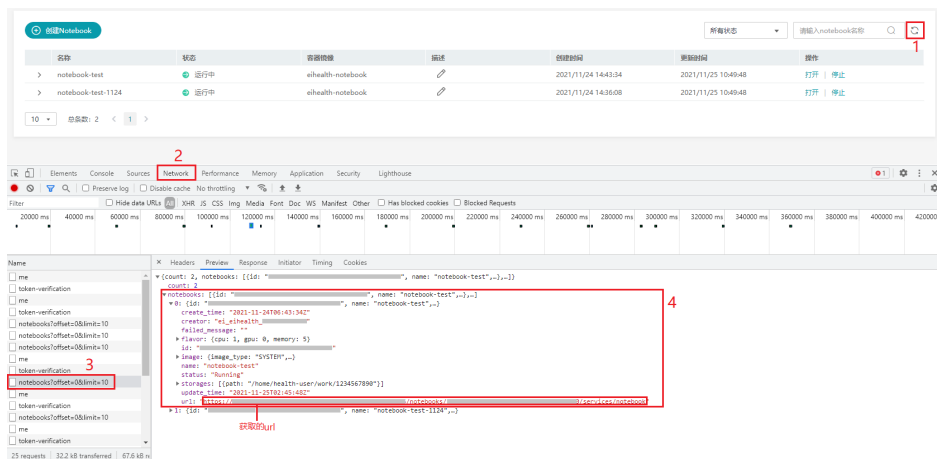 创建Notebook
所有状态
请输入notebook名称
1
名称 状态 容器镜像 描述 创建时间 更新时间 操作
notebook-test 运行中 eihealth-notebook 2021/11/24 14:43:34 2021/11/25 10:49:48 打开 | 停止
notebook-test-1124 运行中 eihealth-notebook 2021/11/24 14:36:08 2021/11/25 10:49:48 打开 | 停止
10 总条数: 2 < 1 >
2
Elements Console Sources Network Performance Memory Application Security Lighthouse 1
Preserve log Disable cache No throttling
Filter Hide data URLs All XHR JS CSS Img Media Font Doc WS Manifest Other Has blocked cookies Blocked Requests
20000 ms 40000 ms 60000 ms 80000 ms 100000 ms 120000 ms 140000 ms 160000 ms 180000 ms 200000 ms 220000 ms 240000 ms 260000 ms 280000 ms 300000 ms 320000 ms 340000 ms 360000 ms 380000 ms 400000 ms 420000
Name
me
token-verification
me
token-verification
notebooks?offset=0&limit=10
notebooks?offset=0&limit=10
me
token-verification
3
notebooks?offset=0&limit=10
me
token-verification
notebooks?offset=0&limit=10
me
token-verification
25 requests 32.2 kB transferred 67.6 kB
× Headers Preview Response Initiator Timing Cookies
{count: 2, notebooks: [{id: "", name: "notebook-test",…},…]}
count: 2
notebooks: [{id: "", name: "notebook-test",…},…]
0: {id: "", name: "notebook-test",…}
create_time: "2021-11-24T06:43:34Z"
creator: "ei_eihealth_"
failed_message: ""
flavor: {cpu: 1, gpu: 0, memory: 5}
id: ""
image: {image_type: "SYSTEM",…}
name: "notebook-test"
status: "Running"
storages: [{path: "/home/health-user/work/1234567890"}]
update_time: "2021-11-25T02:45:48Z"
url: "https:///notebooks/ /services/notebook"
1: {id: "", name: "notebook-test-1124",…}
4
获取的url